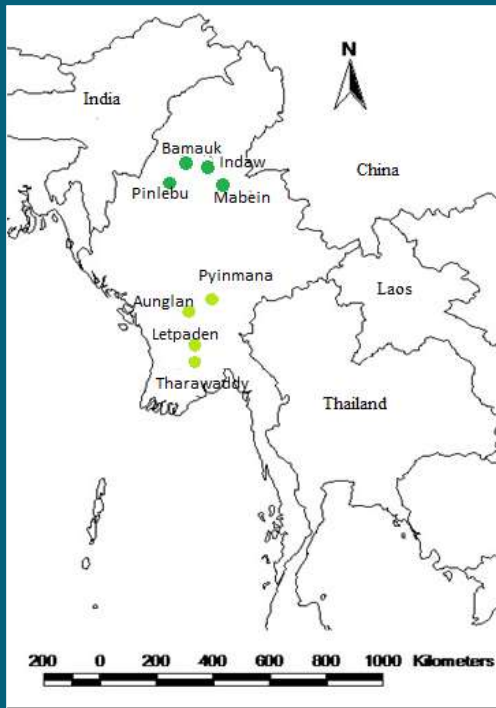 N
India
Bamauk
Indaw
China
Pinlebu
Mabein
Pyinmana
Laos
Aunglan
Letpaden
Thailand
Tharawaddy
200 0 200 400 600 800 1000 Kilometers